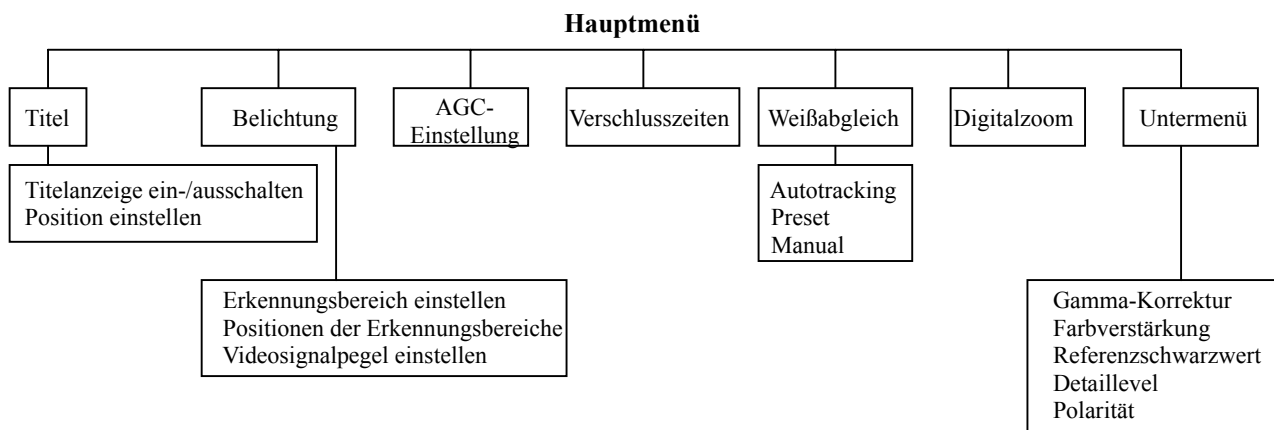 Hauptmenü
Titel
Belichtung
AGC-
Einstellung
Verschlusszeiten
Weißabgleich
Digitalzoom
Untermenü
Titelanzeige ein-/ausschalten
Position einstellen
Autotracking
Preset
Manual
Erkennungsbereich einstellen
Positionen der Erkennungsbereiche
Videosignalpegel einstellen
Gamma-Korrektur
Farbverstärkung
Referenzschwarzwert
Detaillevel
Polarität